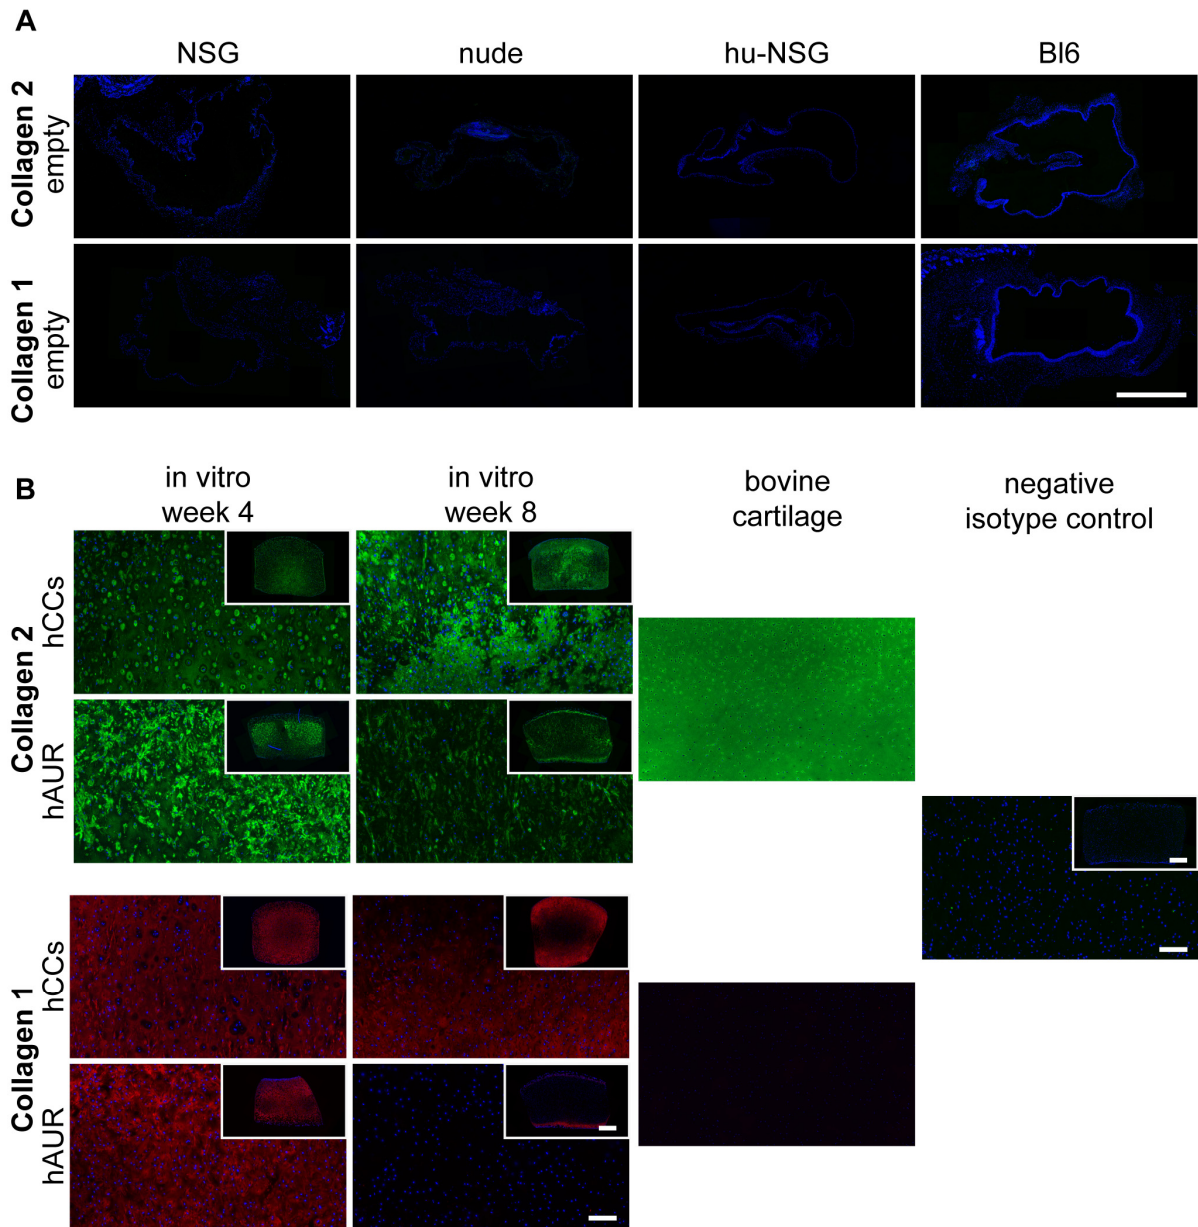 A
NSG
nude
hu-NSG
Bl6
Collagen 2
empty
Collagen 1
empty
B
in vitro
week 4
in vitro
week 8
bovine
cartilage
negative
isotype control
Collagen 2
hCCs
hAUR
Collagen 1
hCCs
hAUR